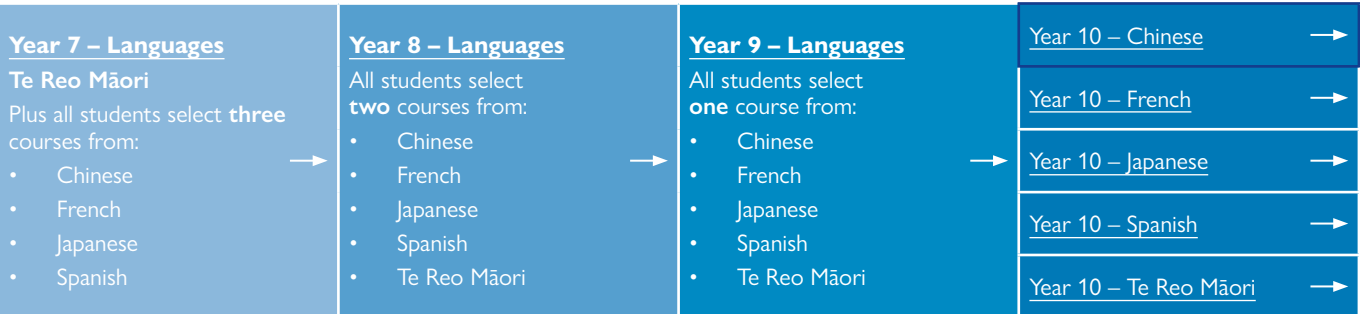 Year 7 – Languages
Te Reo Māori
Plus all students select three
courses from:
• Chinese
• French
• Japanese
• Spanish
Year 8 – Languages
All students select
two courses from:
• Chinese
• French
• Japanese
• Spanish
• Te Reo Māori
Year 9 – Languages
All students select
one course from:
• Chinese
• French
• Japanese
• Spanish
• Te Reo Māori
Year 10 – Chinese
Year 10 – French
Year 10 – Japanese
Year 10 – Spanish
Year 10 – Te Reo Māori